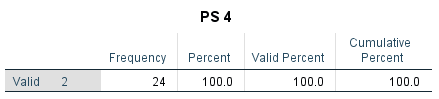 PS 4
Frequency Percent Valid Percent Cumulative Percent
Valid 2 24 100.0 100.0 100.0